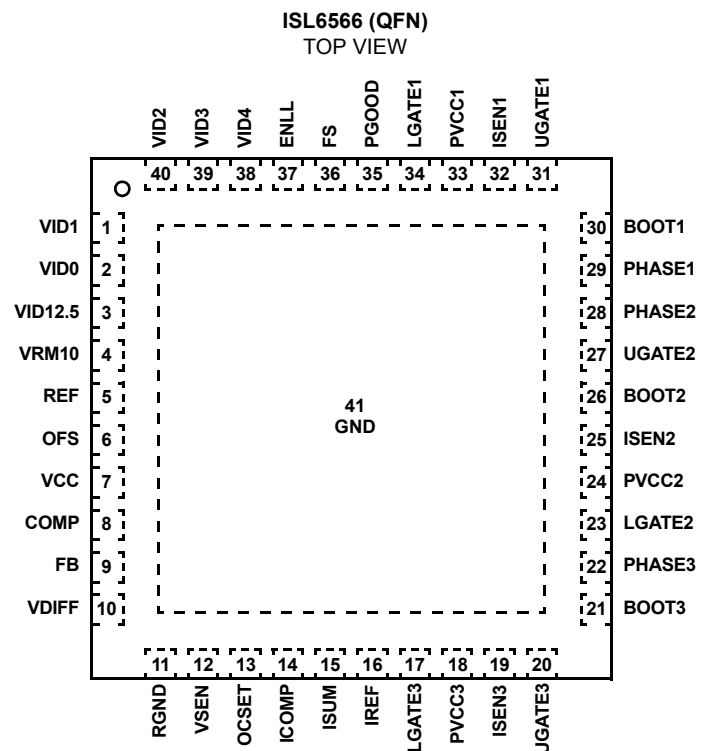 ISL6566 (QFN)
TOP VIEW
VID2
VID3
VID4
ENLL
FS
PGOOD
LGATE1
PVCC1
ISEN1
UGATE1
40 39 38 37 36 35 34 33 32 31
VID1 1
VID0 2
VID12.5 3
VRM10 4
REF 5
OFS 6
VCC 7
COMP 8
FB 9
VDIFF 10
41
GND
30 BOOT1
29 PHASE1
28 PHASE2
27 UGATE2
26 BOOT2
25 ISEN2
24 PVCC2
23 LGATE2
22 PHASE3
21 BOOT3
11 12 13 14 15 16 17 18 19 20
RGND
VSEN
OCSET
ICOMP
ISUM
IREF
LGATE3
PVCC3
ISEN3
UGATE3